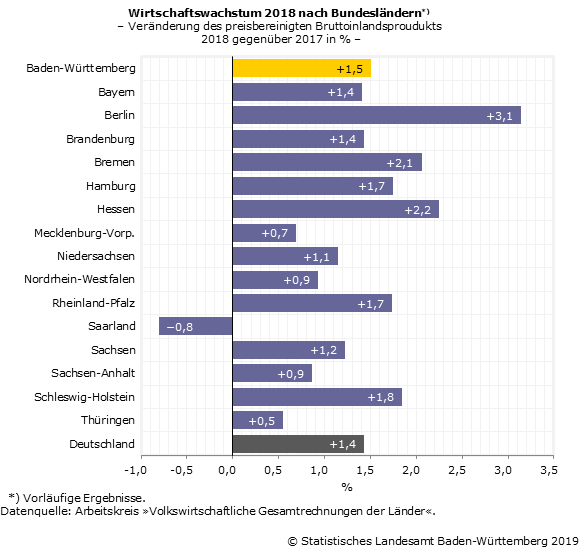 Wirtschaftswachstum 2018 nach Bundesländern*)
– Veränderung des preisbereinigten Bruttoinlandsproudukts
2018 gegenüber 2017 in % –
Baden-Württemberg +1,5
Bayern +1,4
Berlin +3,1
Brandenburg +1,4
Bremen +2,1
Hamburg +1,7
Hessen +2,2
Mecklenburg-Vorp. +0,7
Niedersachsen +1,1
Nordrhein-Westfalen +0,9
Rheinland-Pfalz +1,7
Saarland −0,8
Sachsen +1,2
Sachsen-Anhalt +0,9
Schleswig-Holstein +1,8
Thüringen +0,5
Deutschland +1,4
-1,0 -0,5 0,0 0,5 1,0 1,5 2,0 2,5 3,0 3,5
%
*) Vorläufige Ergebnisse.
Datenquelle: Arbeitskreis »Volkswirtschaftliche Gesamtrechnungen der Länder«.
© Statistisches Landesamt Baden-Württemberg 2019